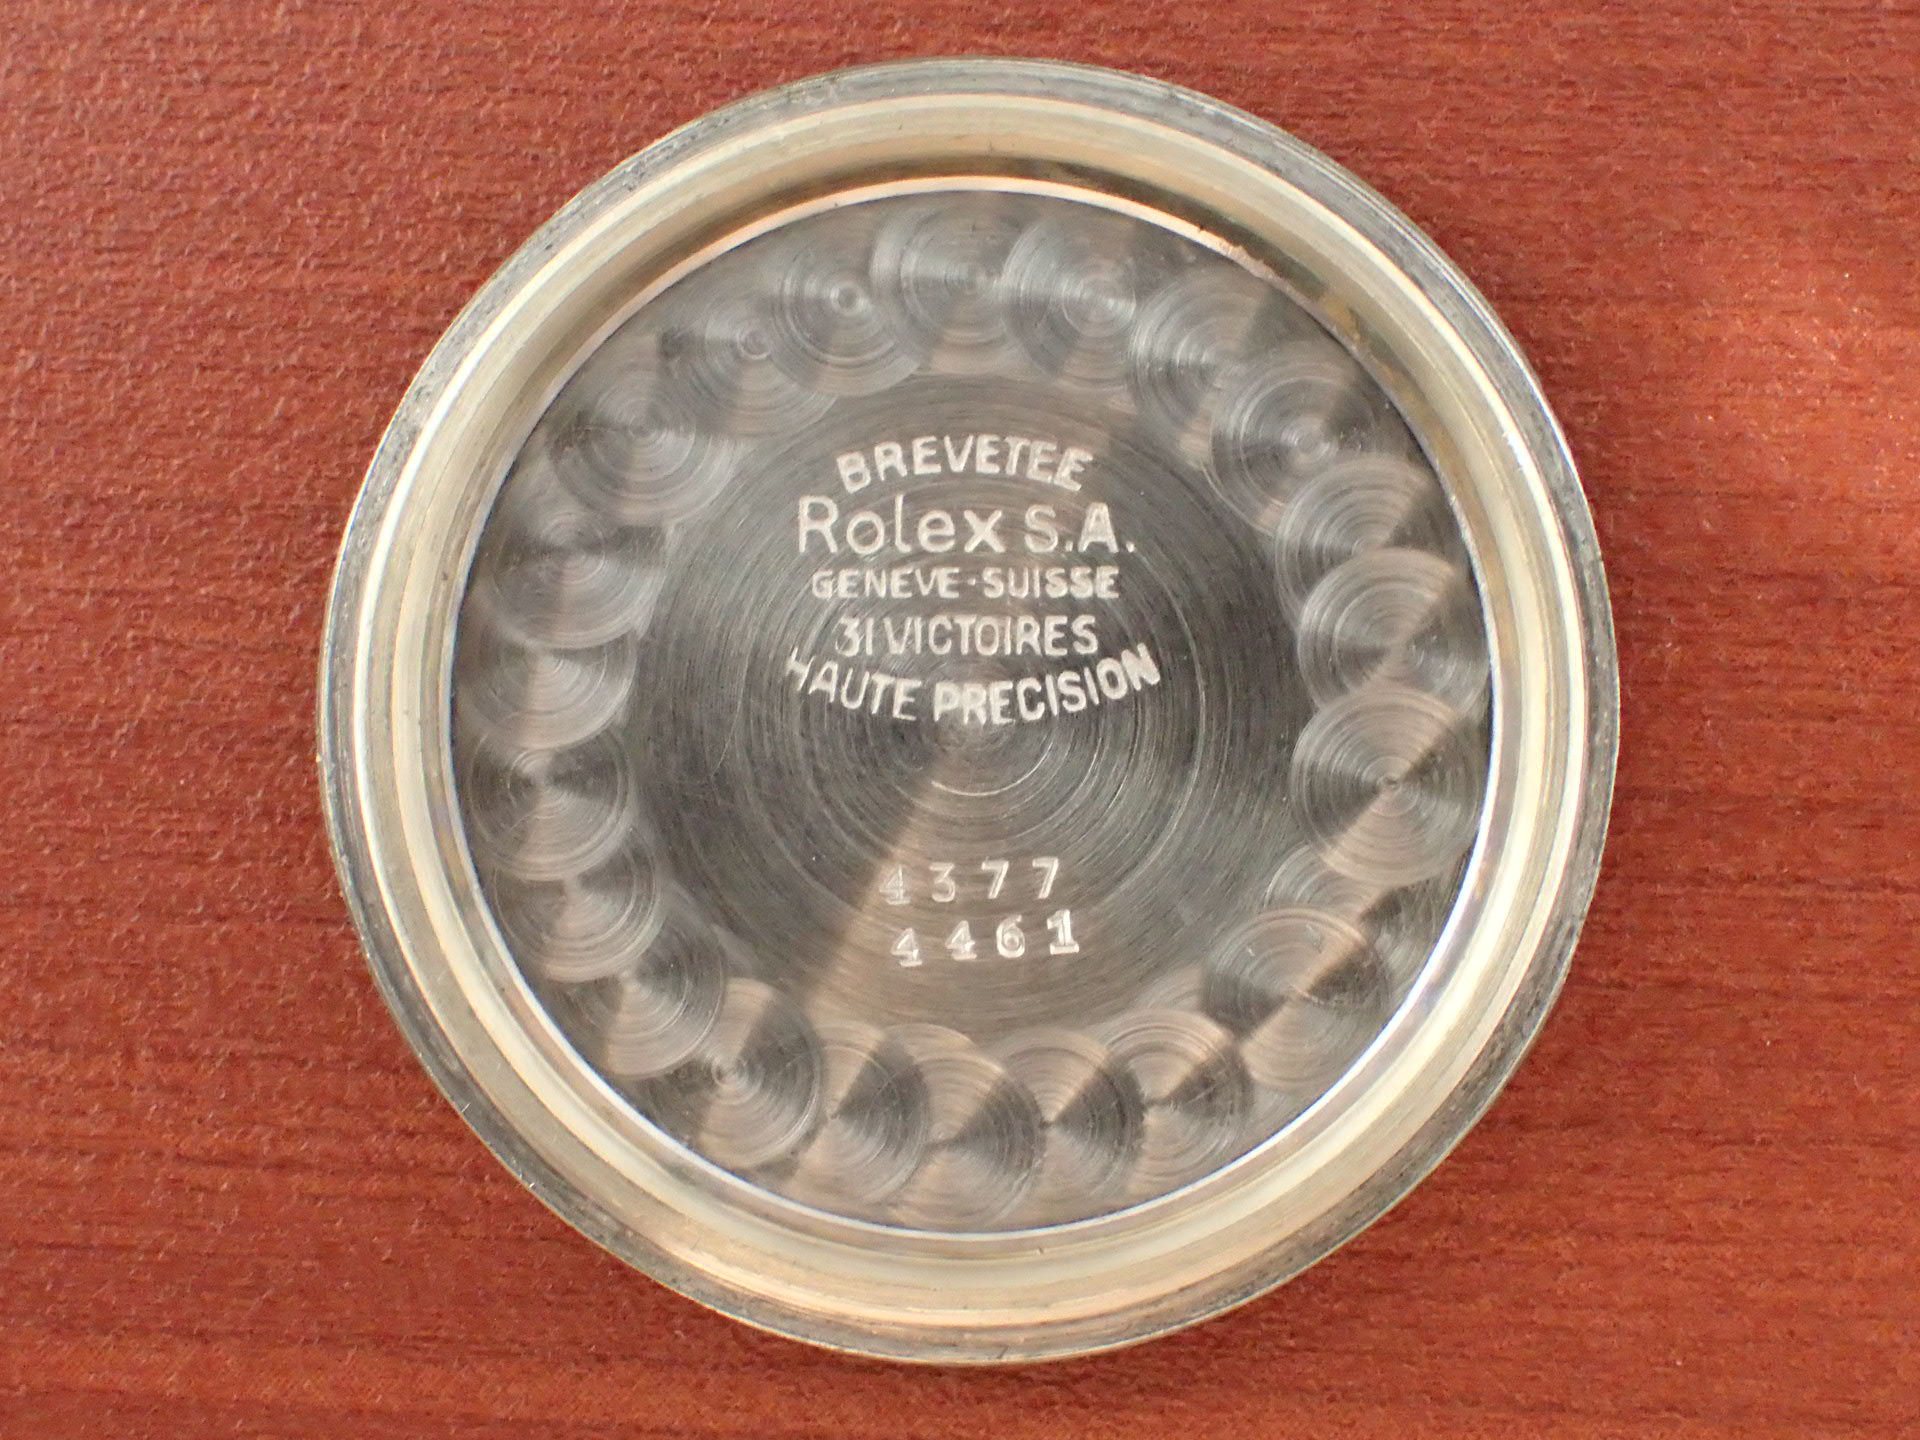 BREVETEE
Rolex S.A.
GENEVE·SUISSE
31 VICTOIRES
HAUTE PRECISION
4377
4461